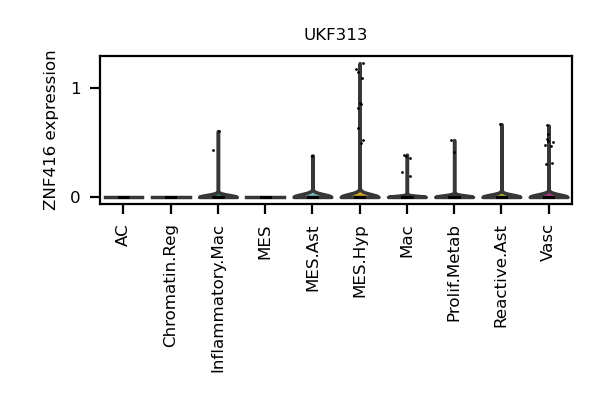 UKF313
ZNF416 expression
1
0
AC
Chromatin.Reg
Inflammatory.Mac
MES
MES.Ast
MES.Hyp
Mac
Prolif.Metab
Reactive.Ast
Vasc